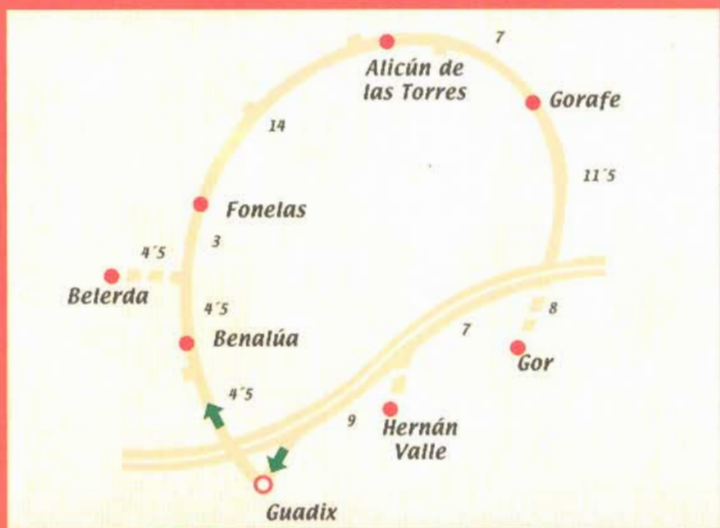 7
Alicún de
las Torres
Gorafe
14
11´5
Fonelas
3
4´5
Belerda
4´5
Benalúa
8
7
Gor
4´5
9
Hernán
Valle
Guadix